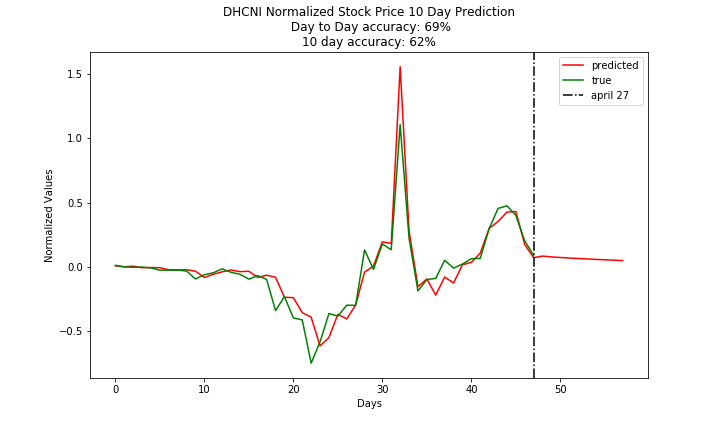 DHCNI Normalized Stock Price 10 Day Prediction
Day to Day accuracy: 69%
10 day accuracy: 62%
predicted
true
april 27
1.5
1.0
0.5
0.0
−0.5
Normalized Values
0
10
20
30
40
50
Days